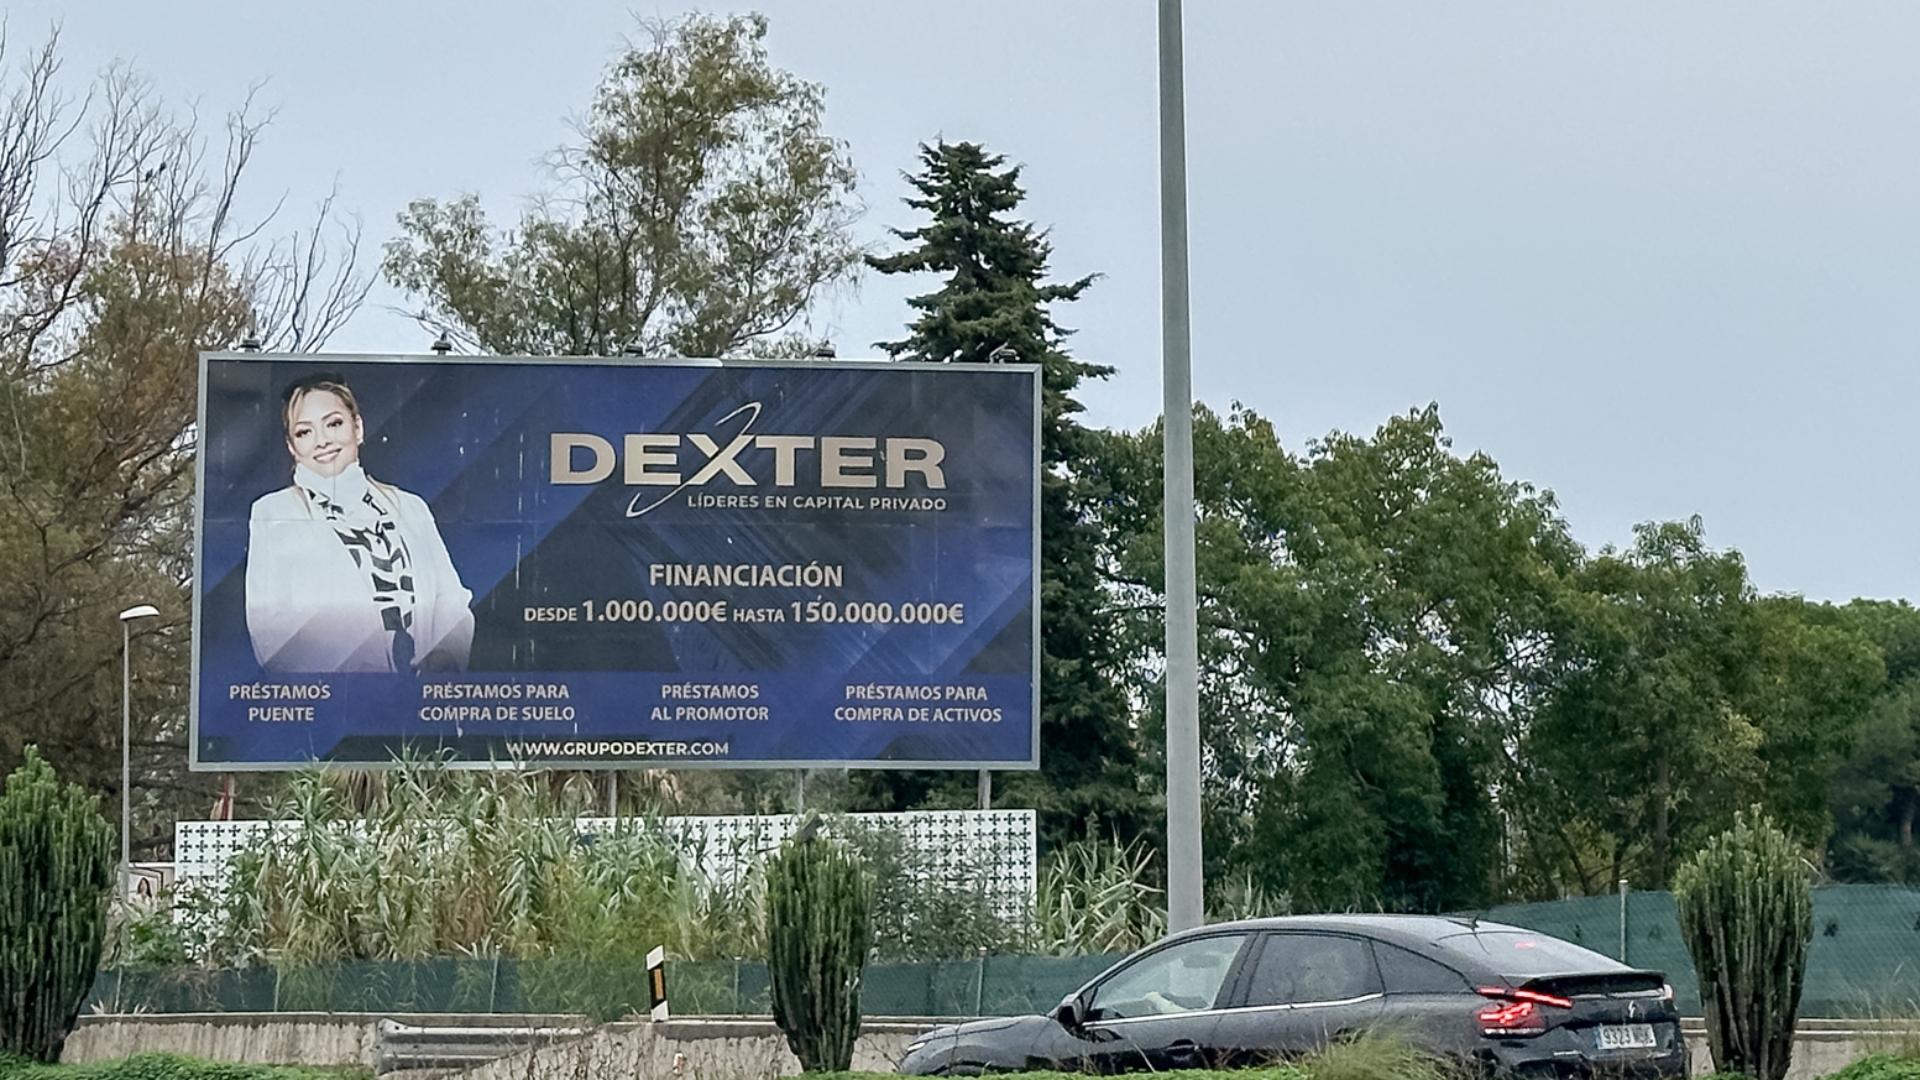 DEXTER
LÍDERES EN CAPITAL PRIVADO
FINANCIACIÓN
DESDE 1.000.000€ HASTA 150.000.000€
PRÉSTAMOS
PUENTE
PRÉSTAMOS PARA
COMPRA DE SUELO
PRÉSTAMOS
AL PROMOTOR
PRÉSTAMOS PARA
COMPRA DE ACTIVOS
WWW.GRUPODEXTER.COM
9323